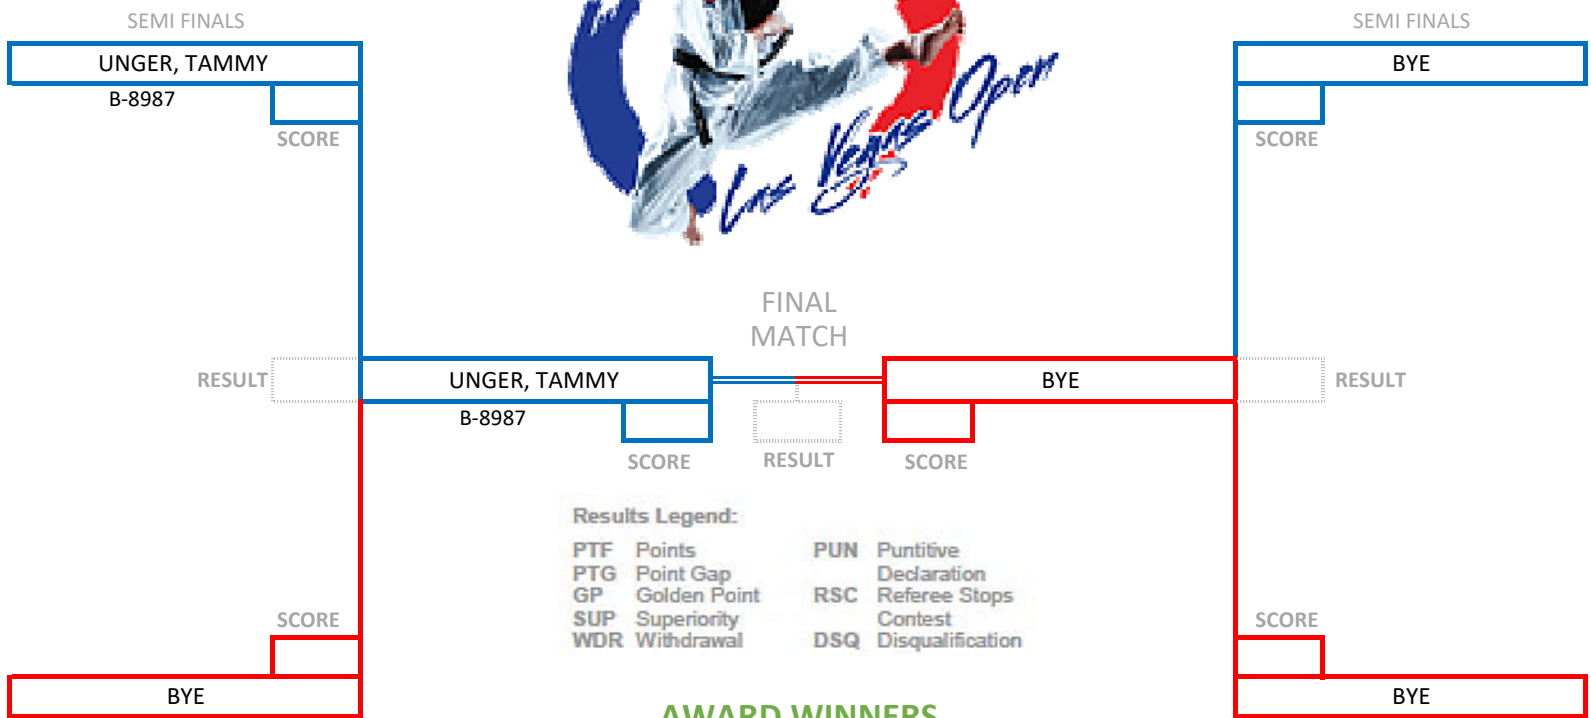 SEMI FINALS
SEMI FINALS
UNGER, TAMMY
BYE
B-8987
SCORE
SCORE
Las Vegas Open
FINAL
MATCH
RESULT
UNGER, TAMMY
BYE
RESULT
B-8987
SCORE
RESULT
SCORE
Results Legend:
PTF Points
PTG Point Gap
GP Golden Point
SUP Superiority
WDR Withdrawal
PUN Puntitive
Declaration
RSC Referee Stops
Contest
DSQ Disqualification
SCORE
SCORE
BYE
BYE
AWARD WINNERS